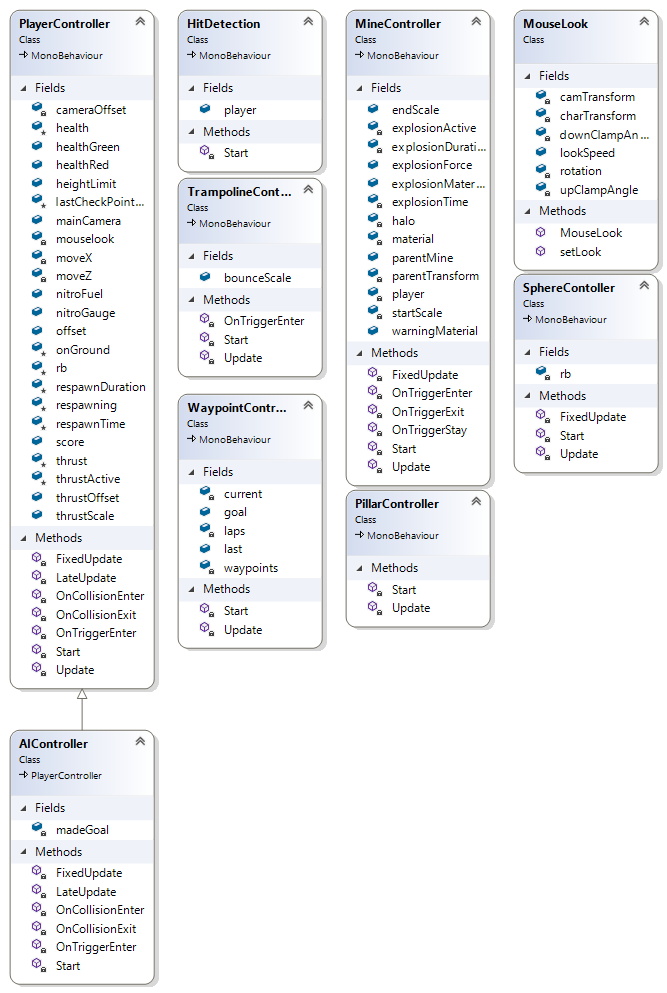 PlayerController
Class
MonoBehaviour
Fields
cameraOffset
health
healthGreen
healthRed
heightLimit
lastCheckPoint...
mainCamera
mouselook
moveX
moveZ
nitroFuel
nitroGauge
offset
onGround
rb
respawnDuration
respawning
respawnTime
score
thrust
thrustActive
thrustOffset
thrustScale
Methods
FixedUpdate
LateUpdate
OnCollisionEnter
OnCollisionExit
OnTriggerEnter
Start
Update
AIController
Class
PlayerController
Fields
madeGoal
Methods
FixedUpdate
LateUpdate
OnCollisionEnter
OnCollisionExit
OnTriggerEnter
Start
HitDetection
Class
MonoBehaviour
Fields
player
Methods
Start
TrampolineCont...
Class
MonoBehaviour
Fields
bounceScale
Methods
OnTriggerEnter
Start
Update
WaypointContr...
Class
MonoBehaviour
Fields
current
goal
laps
last
waypoints
Methods
Start
Update
MineController
Class
MonoBehaviour
Fields
endScale
explosionActive
explosionDurati...
explosionForce
explosionMater...
explosionTime
halo
material
parentMine
parentTransform
player
startScale
warningMaterial
Methods
FixedUpdate
OnTriggerEnter
OnTriggerExit
OnTriggerStay
Start
Update
PillarController
Class
MonoBehaviour
Methods
Start
Update
MouseLook
Class
Fields
camTransform
charTransform
downClampAn...
lookSpeed
rotation
upClampAngle
Methods
MouseLook
setLook
SphereContoller
Class
MonoBehaviour
Fields
rb
Methods
FixedUpdate
Start
Update